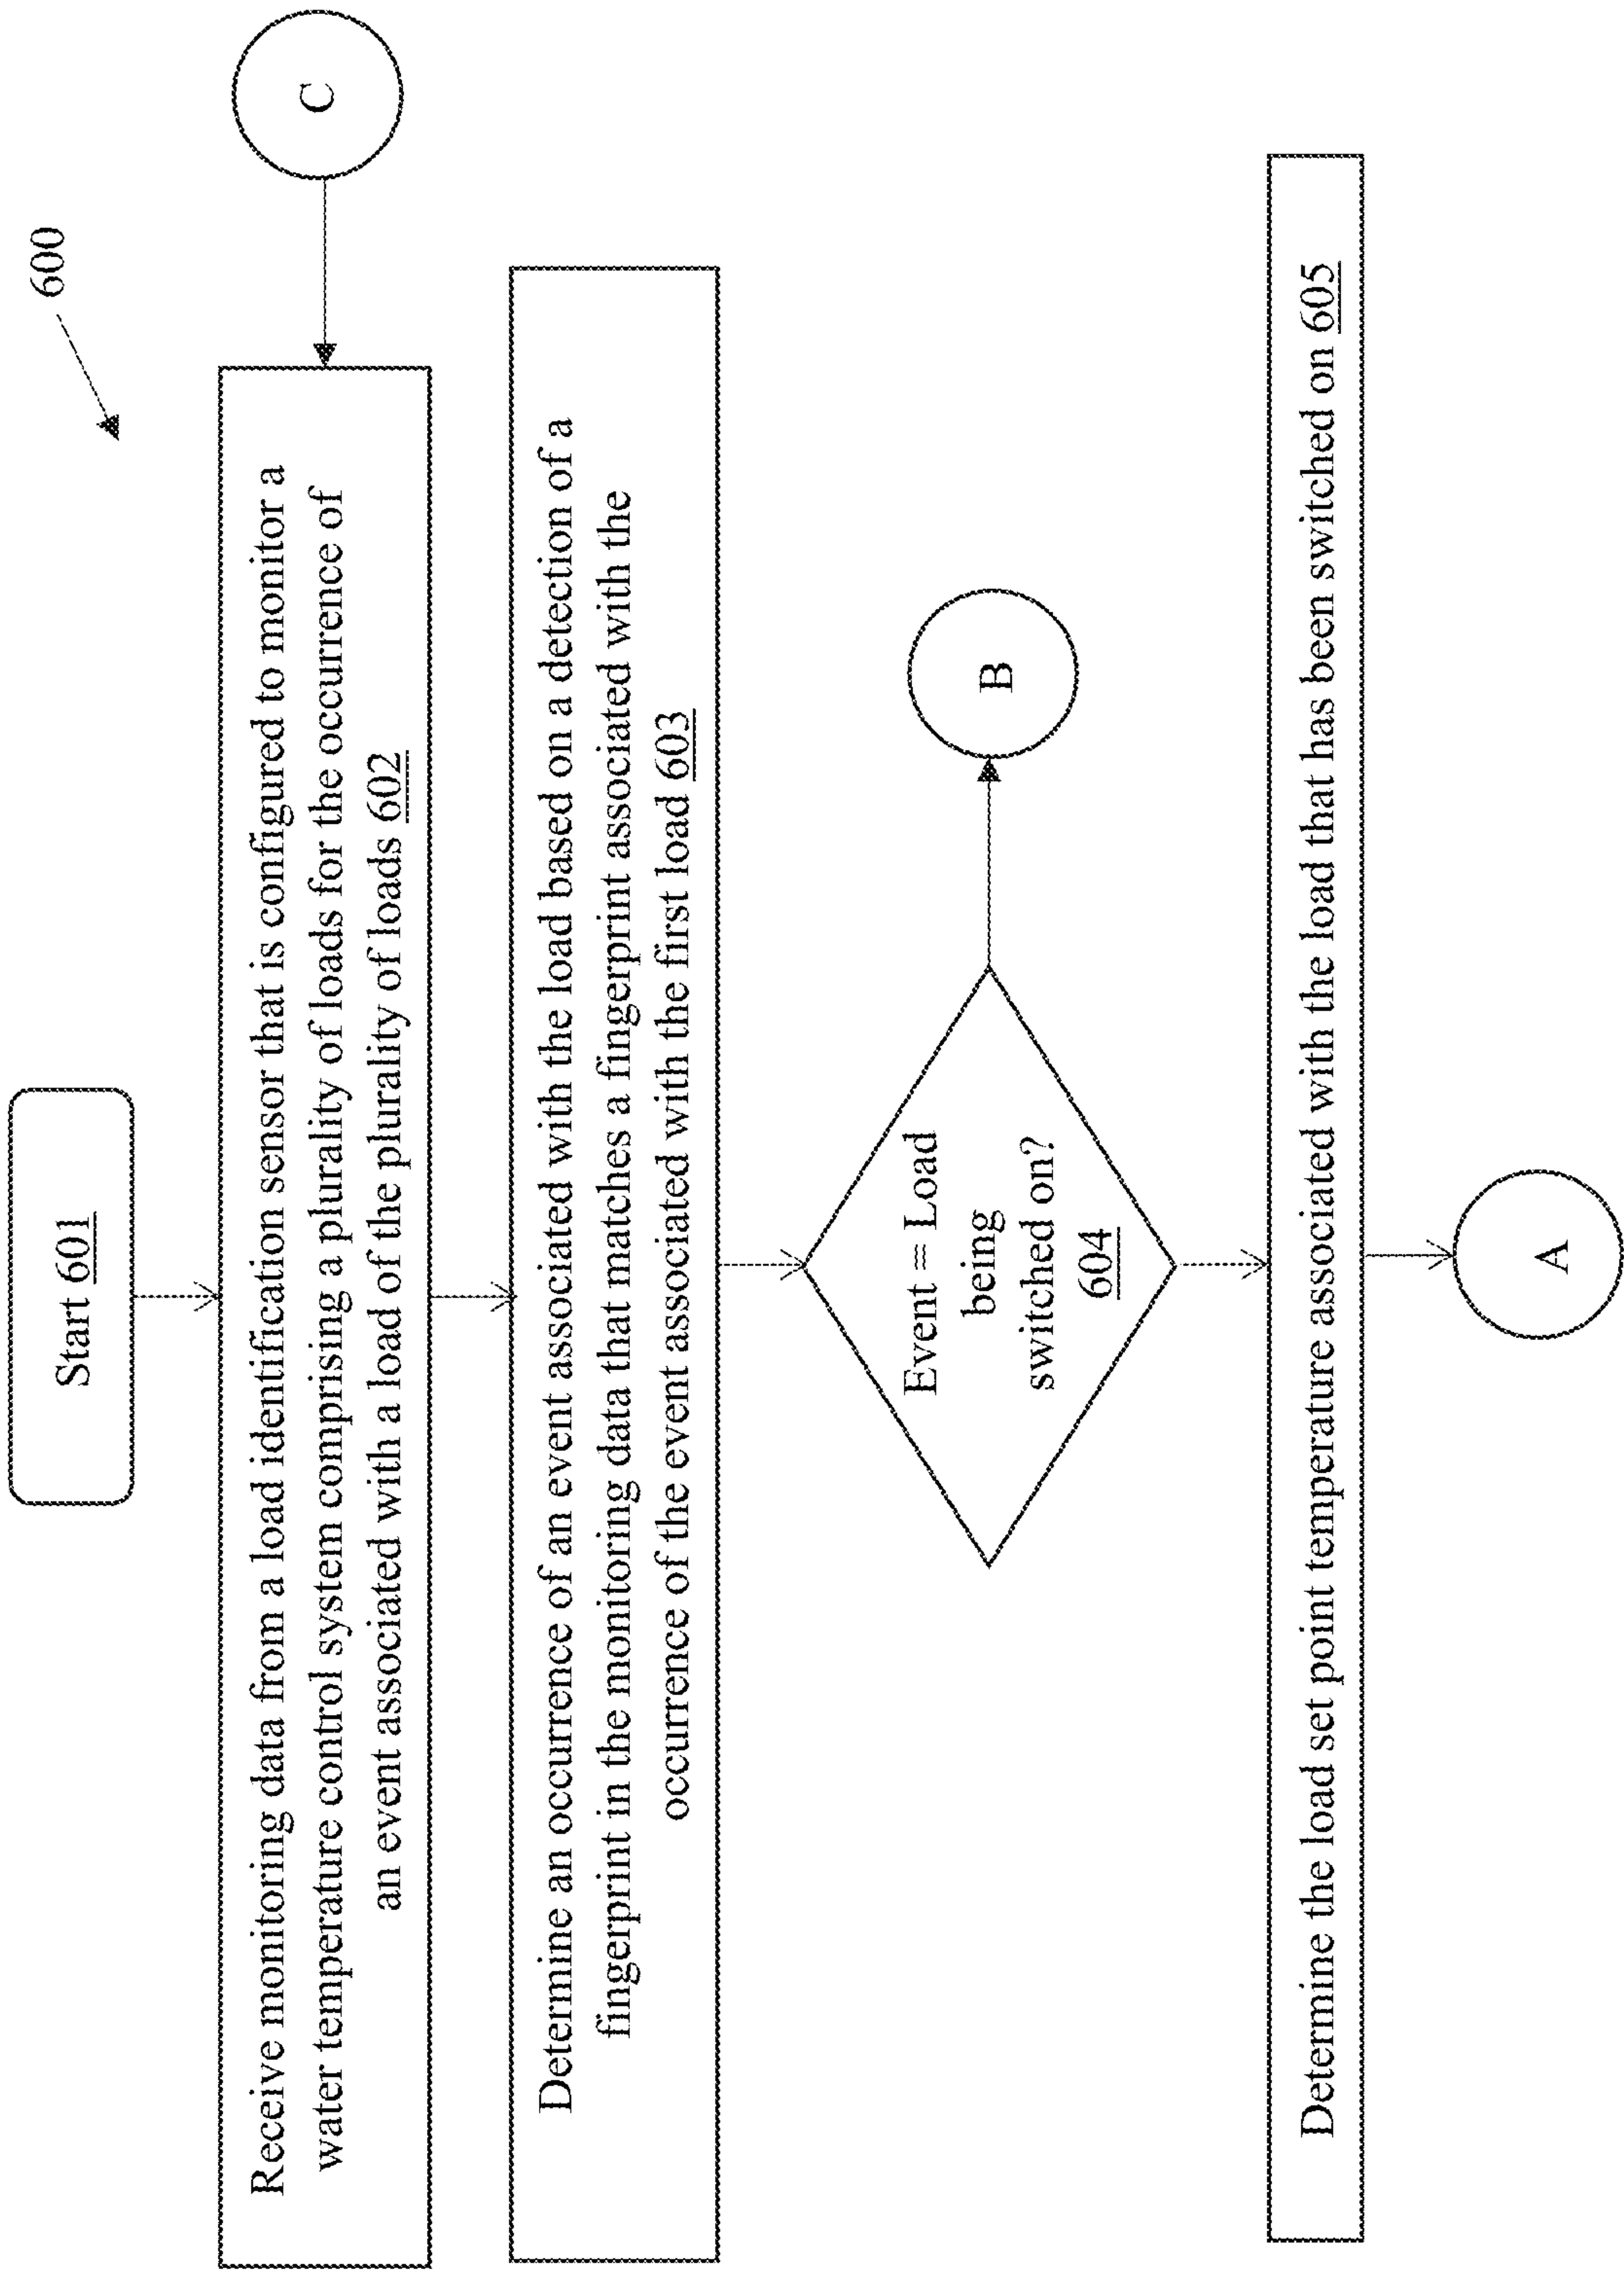 600
Start 601
C
Receive monitoring data from a load identification sensor that is configured to monitor a
water temperature control system comprising a plurality of loads for the occurrence of
an event associated with a load of the plurality of loads 602
Determine an occurrence of an event associated with the load based on a detection of a
fingerprint in the monitoring data that matches a fingerprint associated with the
occurrence of the event associated with the first load 603
Event = Load
being
switched on?
604
B
Determine the load set point temperature associated with the load that has been switched on 605
A